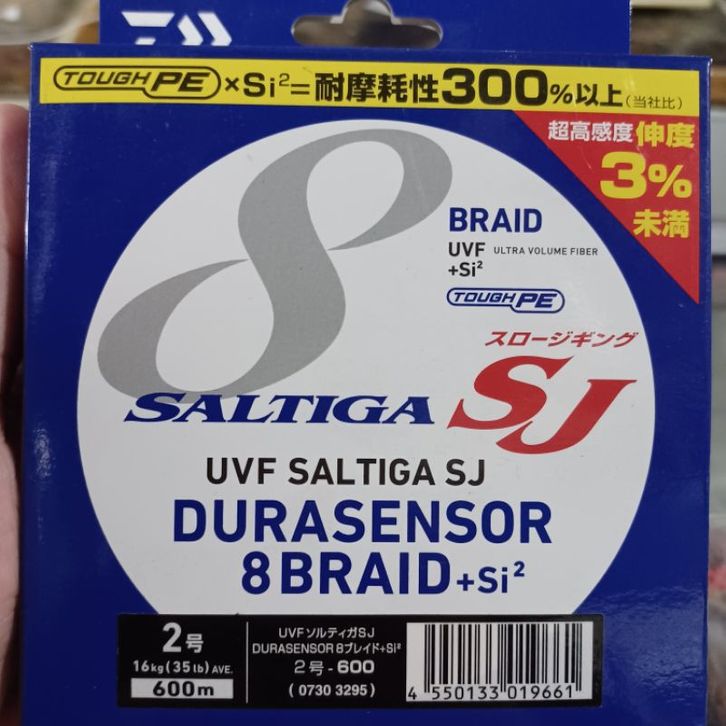 TOUGH PE ×Si²=耐摩耗性300%以上(当社比)
超高感度 伸度
3%
未満
8
BRAID
UVF ULTRA VOLUME FIBER
+Si²
TOUGH PE
スロージギング
SALTIGA SJ
UVF SALTIGA SJ
DURASENSOR
8BRAID+Si²
2号
16kg(35lb)AVE.
600m
UVFソルティガSJ
DURASENSOR 8ブレイド+Si²
2号-600
(0730 3295)
4 550133 019661